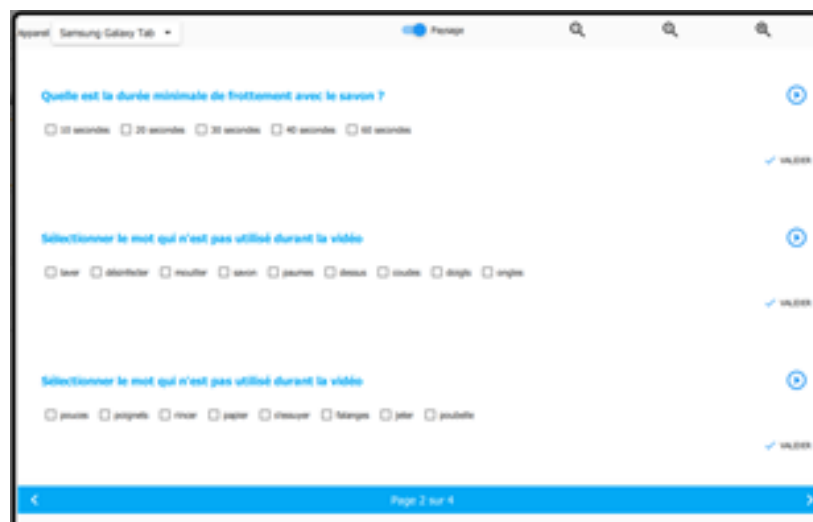 Appareil Samsung Galaxy Tab Paysage
Quelle est la durée minimale de frottement avec le savon ?
10 secondes 20 secondes 30 secondes 40 secondes 60 secondes
VALIDER
Sélectionner le mot qui n'est pas utilisé durant la vidéo
laver désinfecter mouiller savon paumes dessus coudes doigts ongles
VALIDER
Sélectionner le mot qui n'est pas utilisé durant la vidéo
pouces poignets rincer papier s'essuyer falanges jeter poubelle
VALIDER
Page 2 sur 4